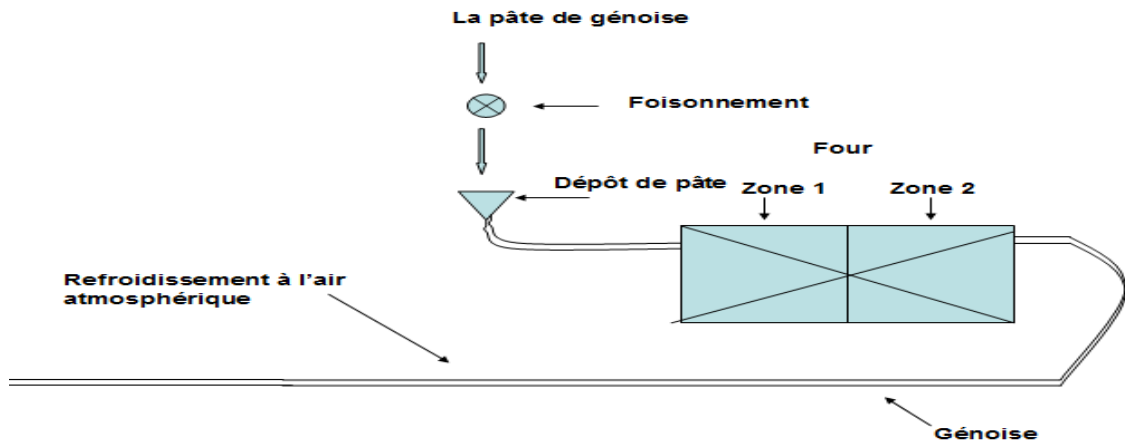 La pâte de génoise
Foisonnement
Four
Dépôt de pâte
Zone 1
Zone 2
Refroidissement à l'air
atmosphérique
Génoise